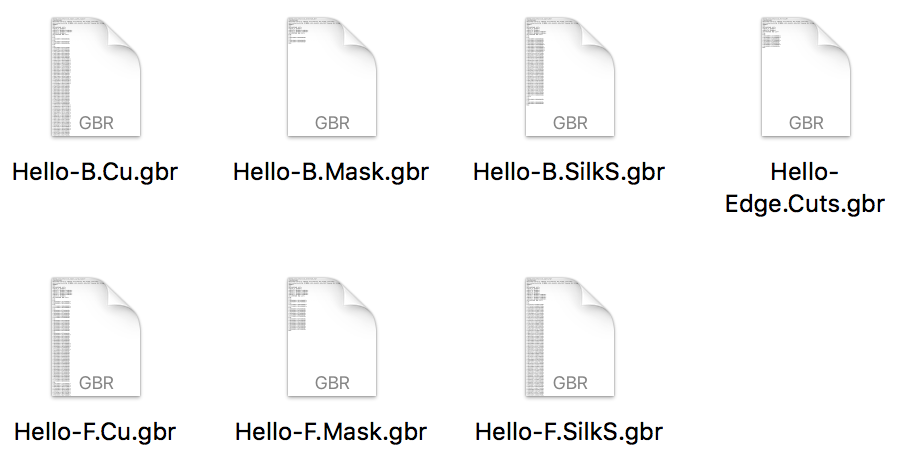 GBR
GBR
GBR
GBR
Hello-B.Cu.gbr
Hello-B.Mask.gbr
Hello-B.SilkS.gbr
Hello-
Edge.Cuts.gbr
GBR
GBR
GBR
Hello-F.Cu.gbr
Hello-F.Mask.gbr
Hello-F.SilkS.gbr